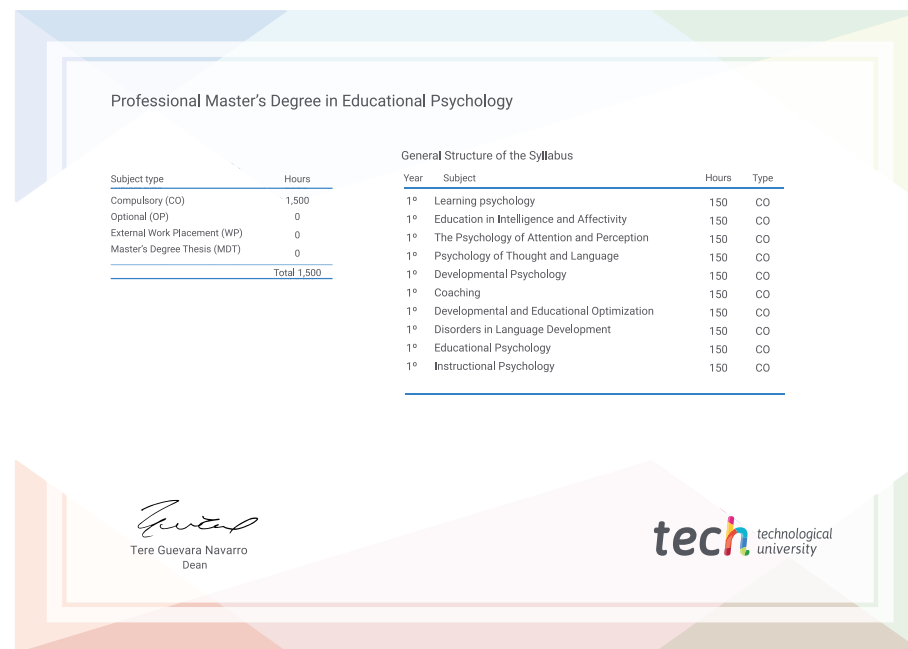 Professional Master's Degree in Educational Psychology
Subject type Hours
Compulsory (CO) 1,500
Optional (OP) 0
External Work Placement (WP) 0
Master's Degree Thesis (MDT) 0
Total 1,500
General Structure of the Syllabus
Year Subject Hours Type
1º Learning psychology 150 CO
1º Education in Intelligence and Affectivity 150 CO
1º The Psychology of Attention and Perception 150 CO
1º Psychology of Thought and Language 150 CO
1º Developmental Psychology 150 CO
1º Coaching 150 CO
1º Developmental and Educational Optimization 150 CO
1º Disorders in Language Development 150 CO
1º Educational Psychology 150 CO
1º Instructional Psychology 150 CO
Tere Guevara Navarro
Dean
tech technological
university